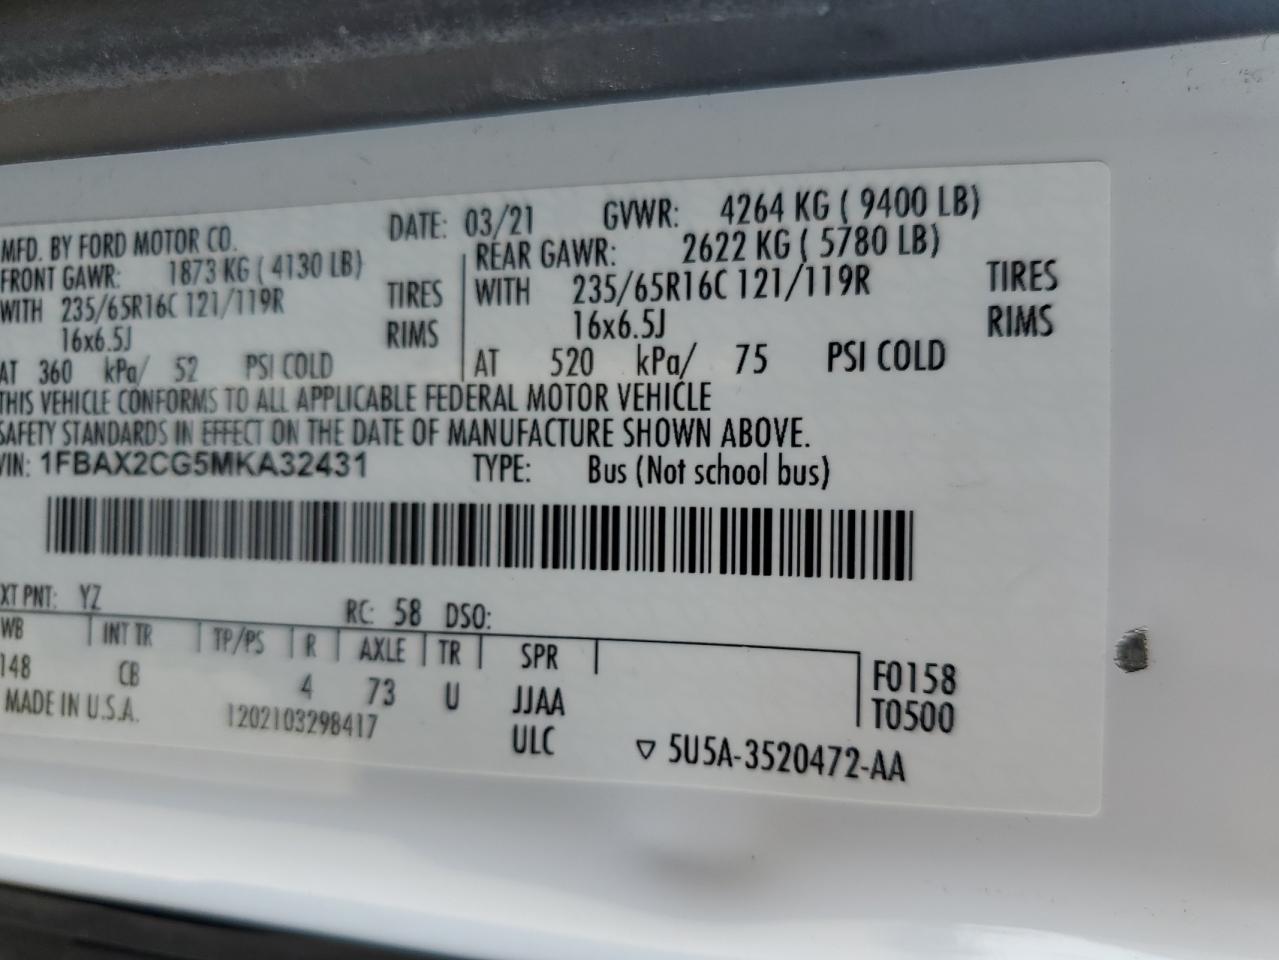 MFD. BY FORD MOTOR CO. DATE: 03/21 GVWR: 4264 KG ( 9400 LB)
FRONT GAWR: 1873 KG ( 4130 LB) REAR GAWR: 2622 KG ( 5780 LB)
WITH 235/65R16C 121/119R TIRES WITH 235/65R16C 121/119R TIRES
16x6.5J RIMS 16x6.5J RIMS
AT 360 kPa/ 52 PSI COLD AT 520 kPa/ 75 PSI COLD
THIS VEHICLE CONFORMS TO ALL APPLICABLE FEDERAL MOTOR VEHICLE
SAFETY STANDARDS IN EFFECT ON THE DATE OF MANUFACTURE SHOWN ABOVE.
VIN: 1FBAX2CG5MKA32431 TYPE: Bus (Not school bus)
XT PNT: YZ RC: 58 DSO:
WB INT TR TP/PS R AXLE TR SPR
148 CB 4 73 U JJAA F0158
MADE IN U.S.A. 1202103298417 ULC T0500
▽ 5U5A-3520472-AA